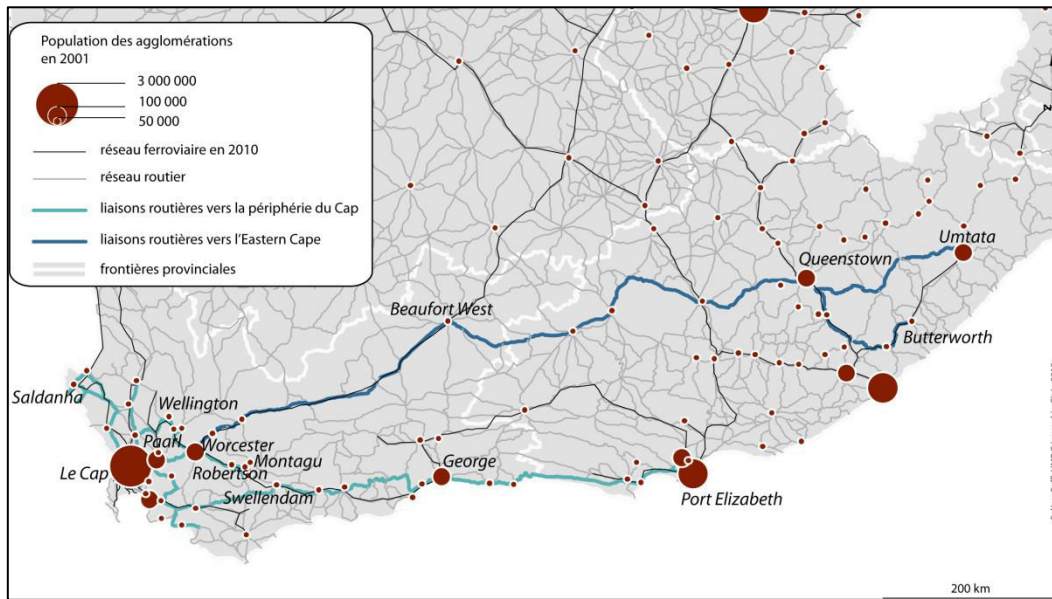 Population des agglomérations
en 2001
3 000 000
100 000
50 000
réseau ferroviaire en 2010
réseau routier
liaisons routières vers la périphérie du Cap
liaisons routières vers l'Eastern Cape
frontières provinciales
Umtata
Queenstown
Beaufort West
Butterworth
Saldanha
Wellington
Paarl
Worcester
Le Cap
Montagu
Robertson
George
Swellendam
Port Elizabeth
200 km